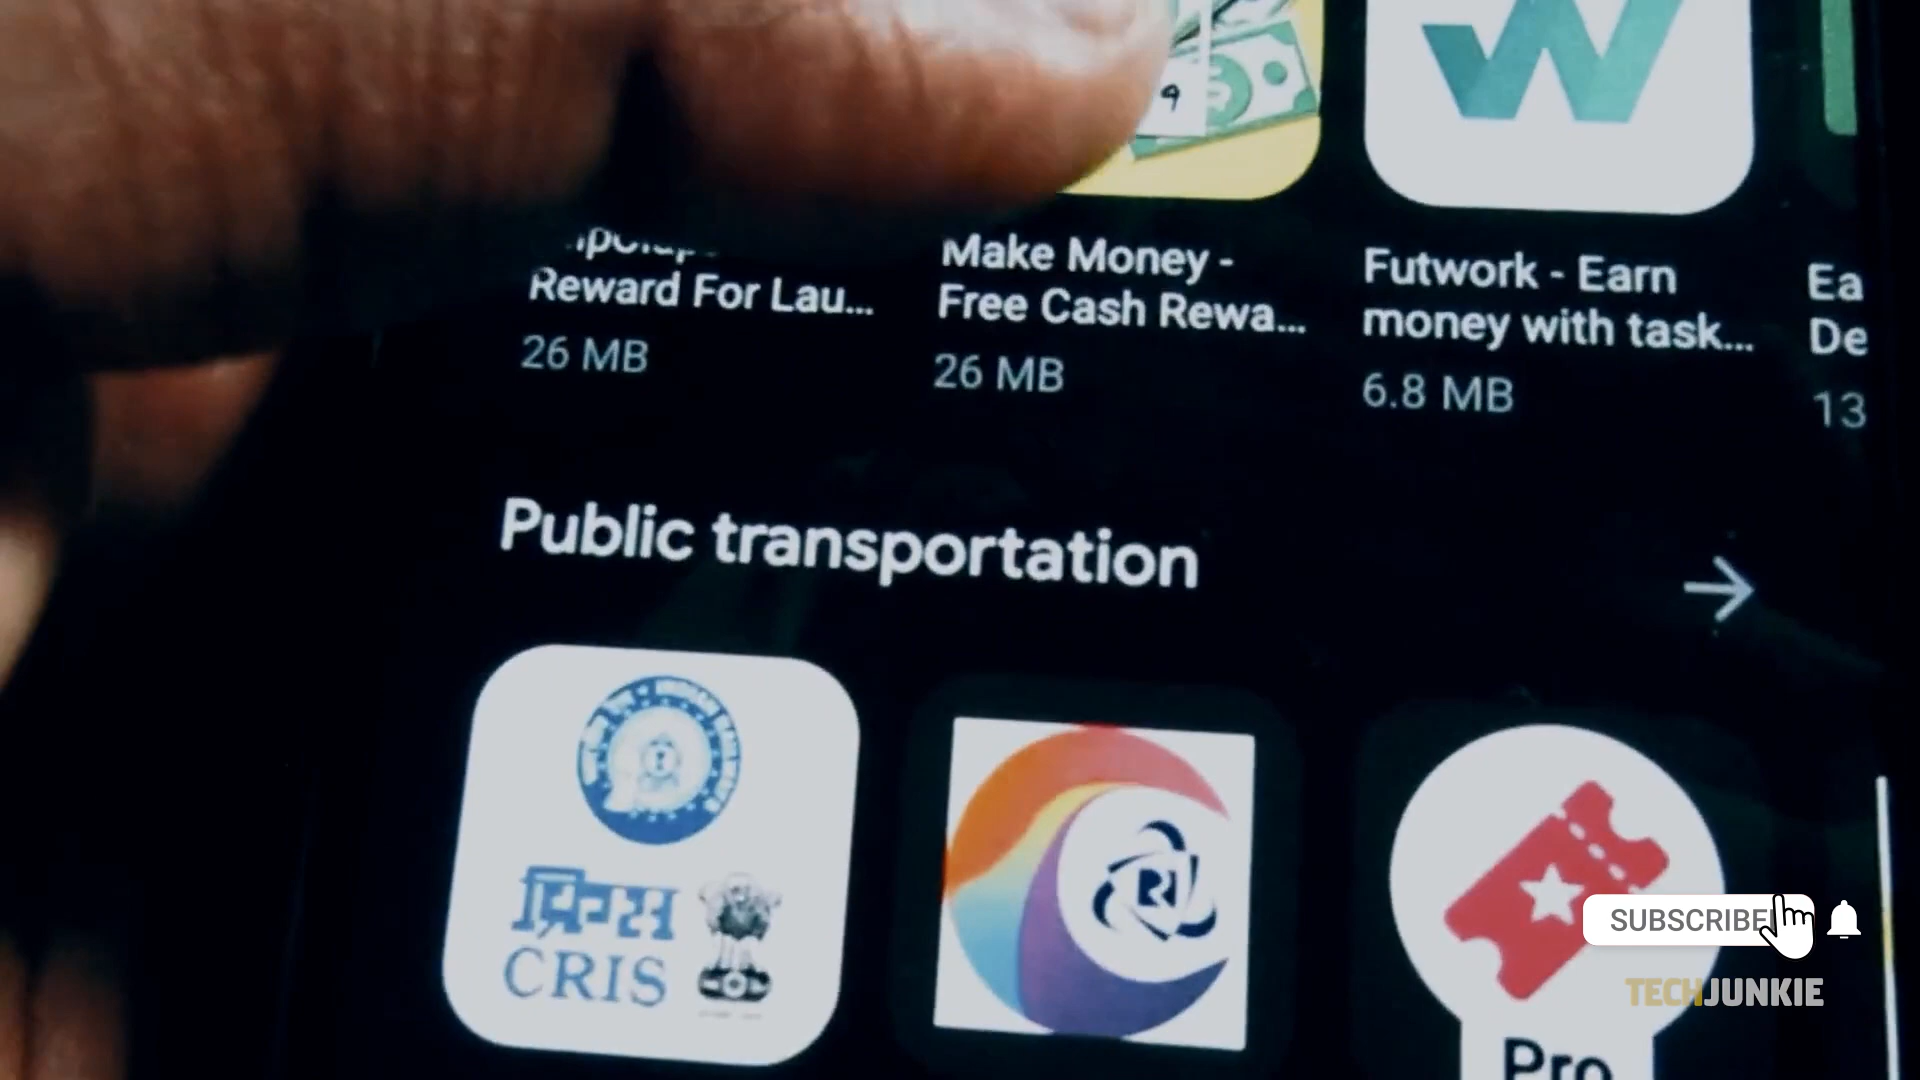 9
Reward For Lau...
26 MB
Make Money -
Free Cash Rewa...
26 MB
Futwork - Earn
money with task...
6.8 MB
Ea
De
13
Public transportation
क्रिस
CRIS
Pro
SUBSCRIBE
TECHJUNKIE